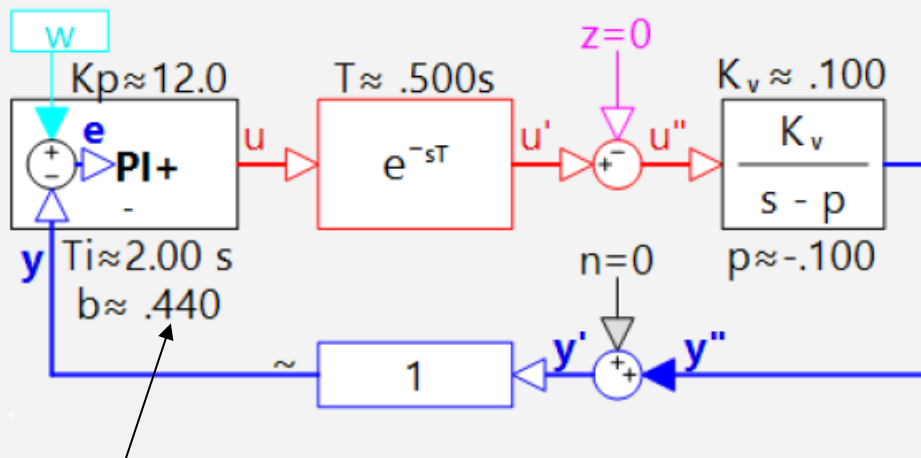 w
z=0
Kp≈12.0
T≈ .500s
Kᵥ≈ .100
+
−
e
PI+
-
u
e⁻ˢᵀ
u'
+
−
u"
Kᵥ
s - p
y
Ti≈2.00 s
b≈ .440
n=0
p≈-.100
~
1
y'
+
+
y"